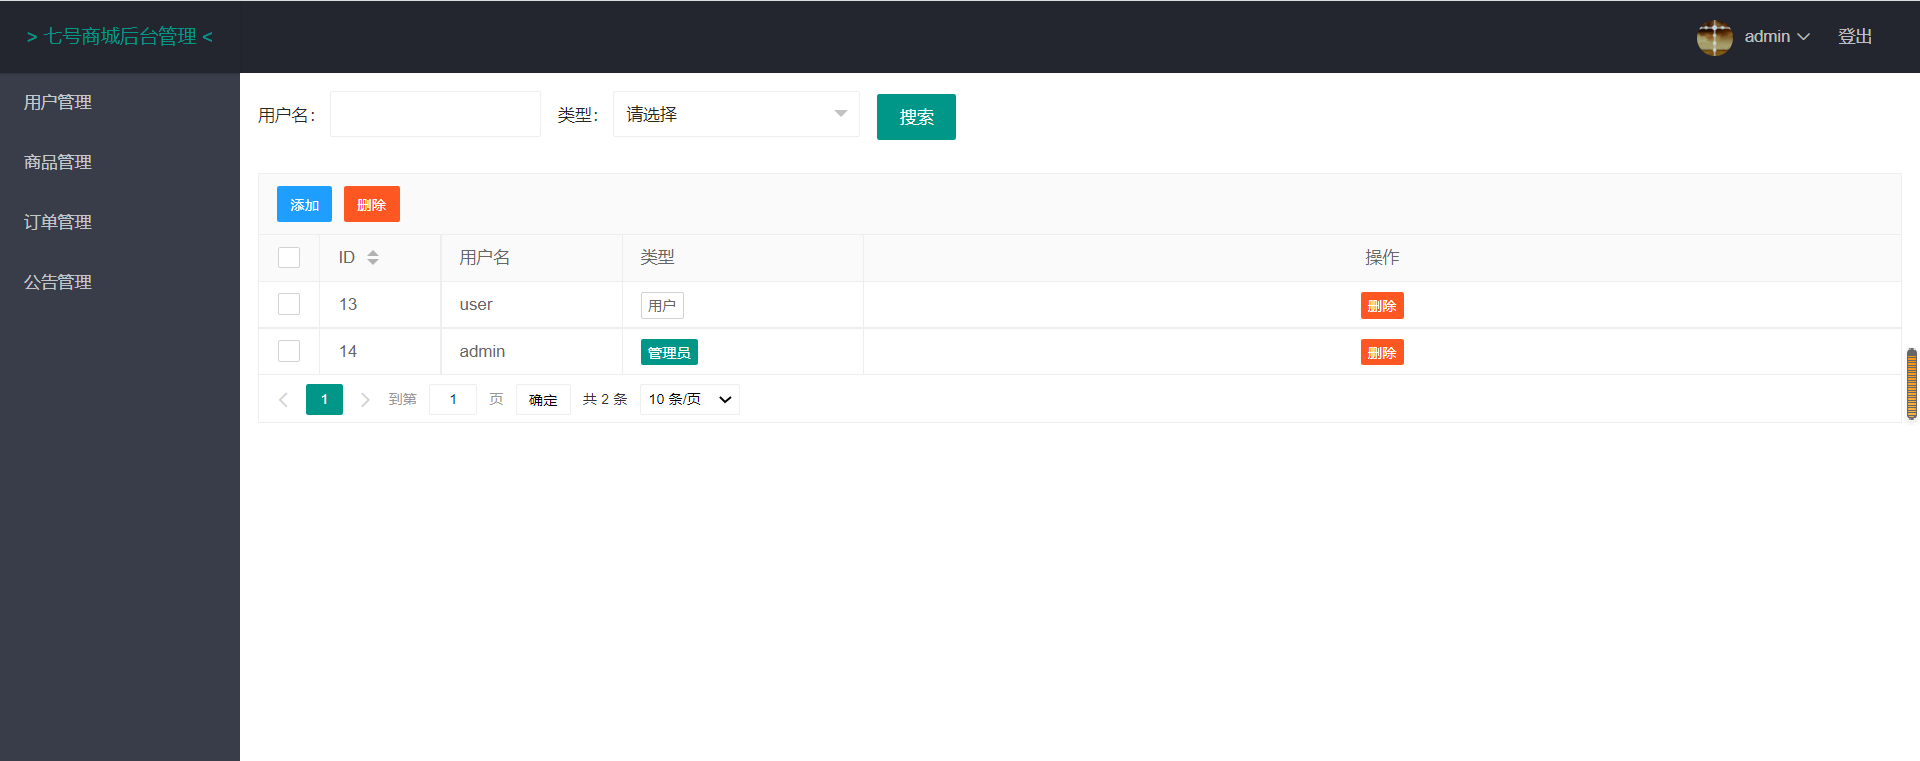 > 七号商城后台管理 <
admin 登出
用户管理
商品管理
订单管理
公告管理
用户名： 类型： 请选择 搜索
添加 删除
ID 用户名 类型 操作
13 user 用户 删除
14 admin 管理员 删除
1 到第 1 页 确定 共 2 条 10 条/页